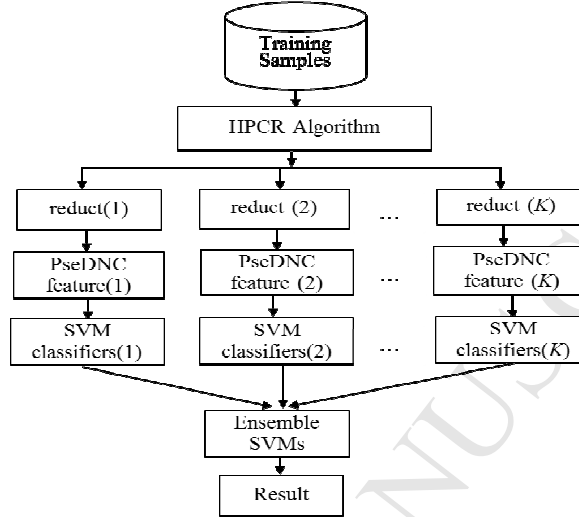 Training
Samples
HPCR Algorithm
reduct(1)
reduct (2)
...
reduct (K)
PseDNC
feature(1)
PseDNC
feature (2)
...
PseDNC
feature (K)
SVM
classifiers(1)
SVM
classifiers(2)
...
SVM
classifiers(K)
Ensemble
SVMs
Result
NUSC